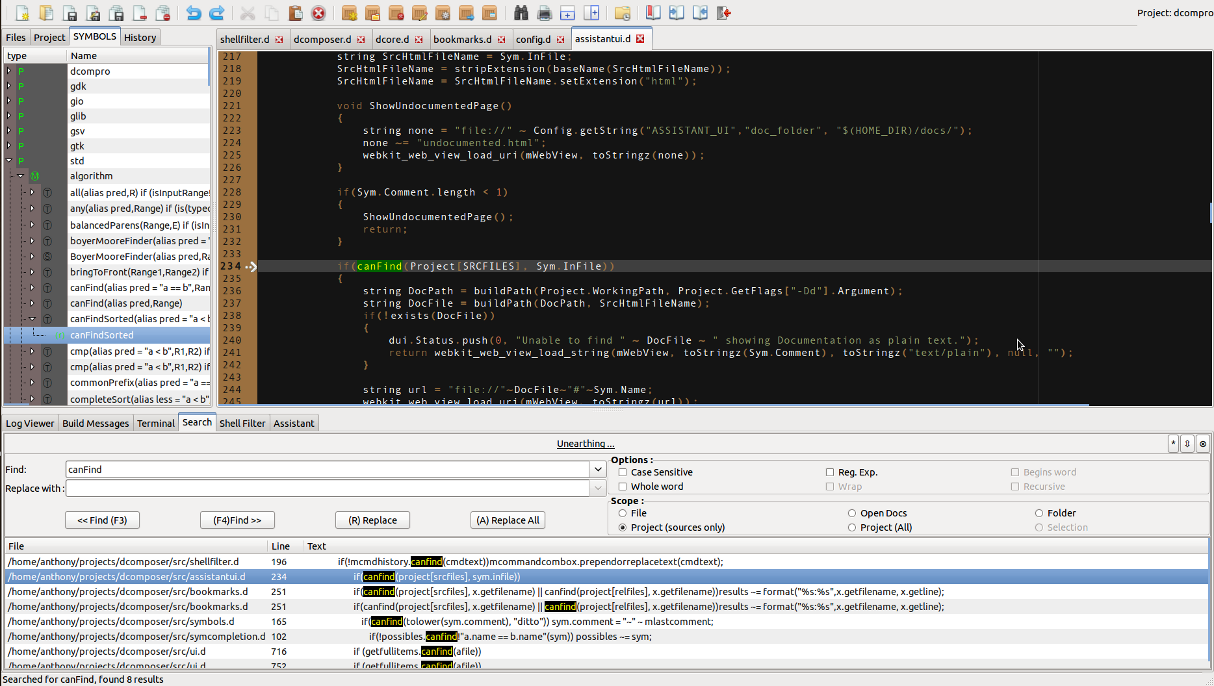 Project: dcompro
Files Project SYMBOLS History
shellfilter.d dcomposer.d dcore.d bookmarks.d config.d assistantui.d
type Name
P dcompro
P gdk
P gio
P glib
P gsv
P gtk
P std
M algorithm
T all(alias pred,R) if (isInputRange!
T any(alias pred,Range) if (is(typeo
T balancedParens(Range,E) if (isIn
T boyerMooreFinder(alias pred = "
S BoyerMooreFinder(alias pred,Ra
T bringToFront(Range1,Range2) if
T canFind(alias pred = "a == b",Ran
T canFind(alias pred,Range)
T canFindSorted(alias pred = "a < b
canFindSorted
T cmp(alias pred = "a < b",R1,R2) if
T cmp(alias pred = "a < b",R1,R2) if
T commonPrefix(alias pred = "a ==
T completeSort(alias less = "a < b"
217 string SrcHtmlFileName = Sym.InFile;
218 SrcHtmlFileName = stripExtension(baseName(SrcHtmlFileName));
219 SrcHtmlFileName = SrcHtmlFileName.setExtension("html");
220
221 void ShowUndocumentedPage()
222 {
223 string none = "file://" ~ Config.getString("ASSISTANT_UI","doc_folder", "$(HOME_DIR)/docs/");
224 none ~= "undocumented.html";
225 webkit_web_view_load_uri(mWebView, toStringz(none));
226 }
227
228 if(Sym.Comment.length < 1)
229 {
230 ShowUndocumentedPage();
231 return;
232 }
233
234 if(canFind(Project[SRCFILES], Sym.InFile))
235 {
236 string DocPath = buildPath(Project.WorkingPath, Project.GetFlags["-Dd"].Argument);
237 string DocFile = buildPath(DocPath, SrcHtmlFileName);
238 if(!exists(DocFile))
239 {
240 dui.Status.push(0, "Unable to find " ~ DocFile ~ " showing Documentation as plain text.");
241 return webkit_web_view_load_string(mWebView, toStringz(Sym.Comment), toStringz("text/plain"), null, "");
242 }
243
244 string url = "file://"~DocFile~"#"~Sym.Name;
245 webkit_web_view_load_uri(mWebView, toStringz(url));
Log Viewer Build Messages Terminal Search Shell Filter Assistant
Unearthing ...
Find: canFind
Replace with :
<< Find (F3) (F4)Find >> (R) Replace (A) Replace All
Options :
Case Sensitive Reg. Exp. Begins word
Whole word Wrap Recursive
Scope :
File Open Docs Folder
Project (sources only) Project (All) Selection
File Line Text
/home/anthony/projects/dcomposer/src/shellfilter.d 196 if(!mcmdhistory.canfind(cmdtext))mcommandcombox.prependorreplacetext(cmdtext);
/home/anthony/projects/dcomposer/src/assistantui.d 234 if(canfind(project[srcfiles], sym.infile))
/home/anthony/projects/dcomposer/src/bookmarks.d 251 if(canfind(project[srcfiles], x.getfilename) || canfind(project[relfiles], x.getfilename))results ~= format("%s:%s",x.getfilename, x.getline);
/home/anthony/projects/dcomposer/src/bookmarks.d 251 if(canfind(project[srcfiles], x.getfilename) || canfind(project[relfiles], x.getfilename))results ~= format("%s:%s",x.getfilename, x.getline);
/home/anthony/projects/dcomposer/src/symbols.d 165 if(canfind(tolower(sym.comment), "ditto")) sym.comment = "-~" ~ mlastcomment;
/home/anthony/projects/dcomposer/src/symcompletion.d 102 if(!possibles.canfind!"a.name == b.name"(sym)) possibles ~= sym;
/home/anthony/projects/dcomposer/src/ui.d 716 if (getfullitems.canfind(afile))
/home/anthony/projects/dcomposer/src/ui.d 752 if (getfullitems.canfind(afile))
Searched for canFind, found 8 results